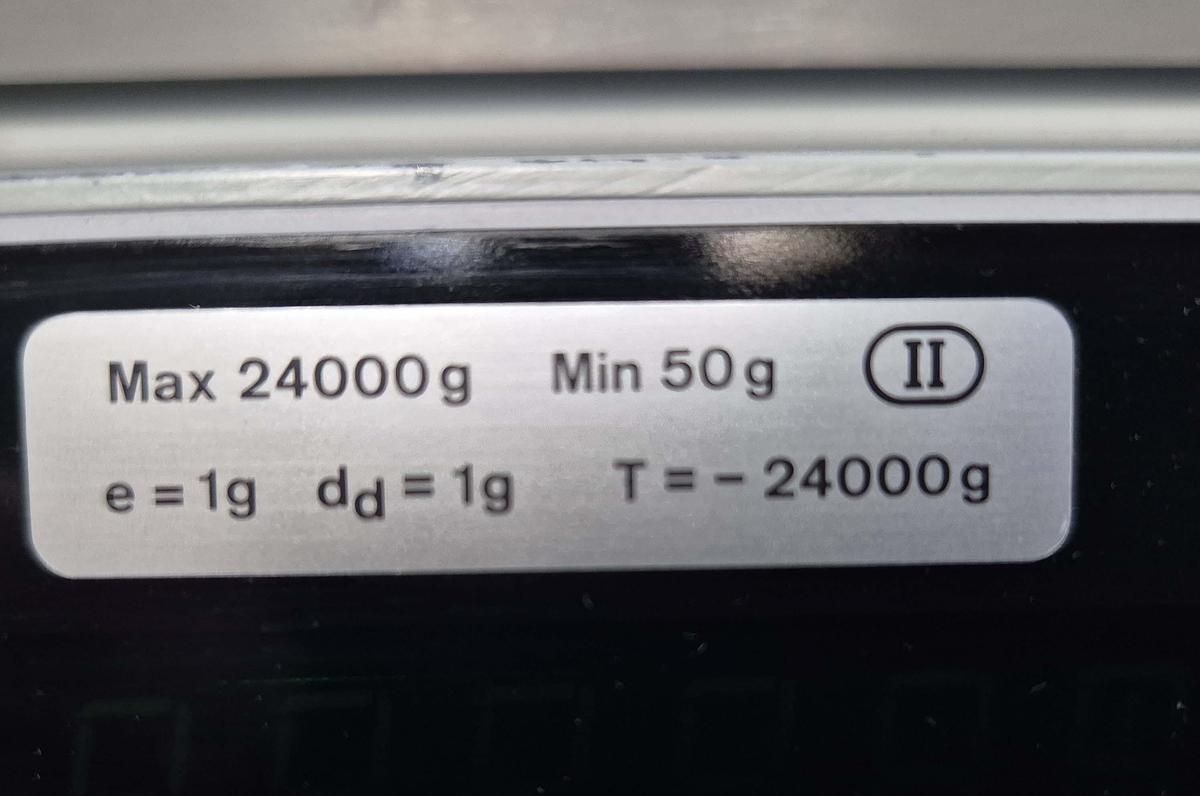 Max 24000g Min 50g II
e = 1g dd = 1g T = - 24000g